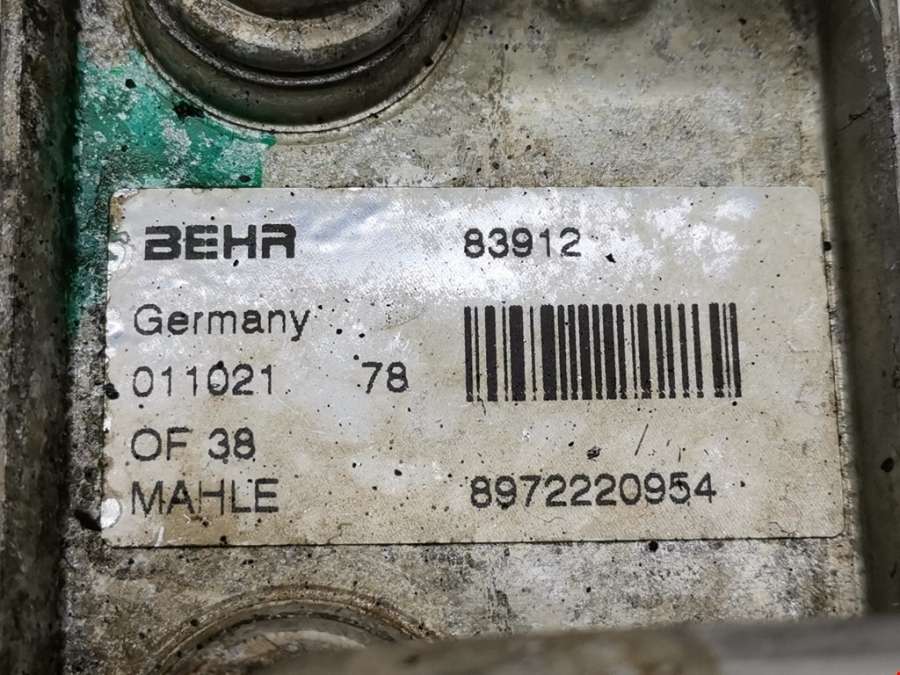 BEHR 83912
Germany
011021 78
OF 38
MAHLE 8972220954